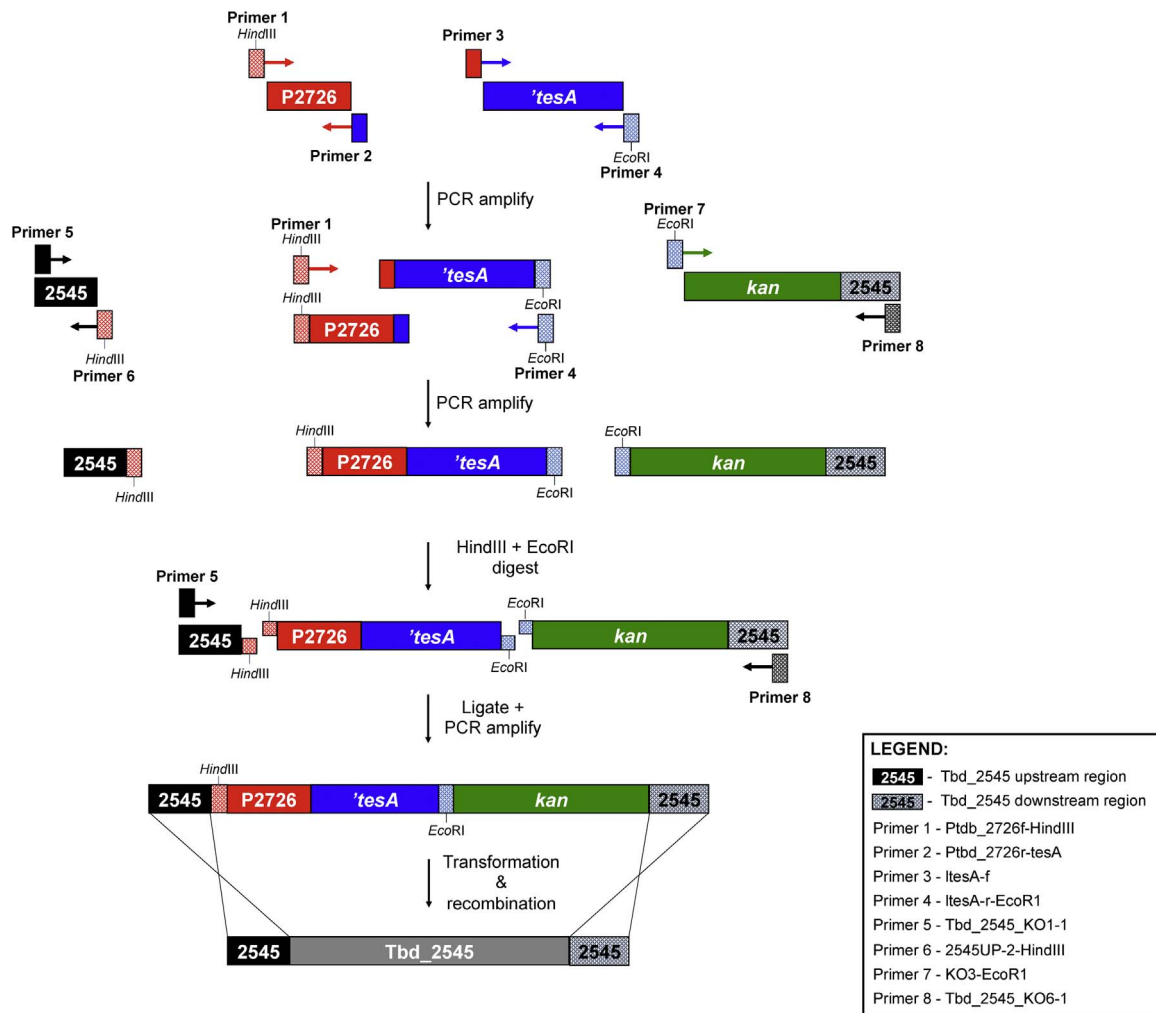 Primer 1
HindIII
P2726
Primer 2
Primer 3
'tesA
EcoRI
Primer 4
PCR amplify
Primer 5
2545
HindIII
Primer 6
Primer 1
HindIII
HindIII
P2726
'tesA
EcoRI
EcoRI
Primer 4
Primer 7
EcoRI
kan 2545
Primer 8
PCR amplify
2545
HindIII
HindIII
P2726 'tesA
EcoRI
EcoRI
kan 2545
HindIII + EcoRI
digest
Primer 5
2545
HindIII
HindIII
P2726 'tesA
EcoRI
EcoRI
kan 2545
Primer 8
Ligate +
PCR amplify
HindIII
2545 P2726 'tesA kan 2545
EcoRI
Transformation
&
recombination
2545 Tbd_2545 2545
LEGEND:
2545 - Tbd_2545 upstream region
2545 - Tbd_2545 downstream region
Primer 1 - Ptdb_2726f-HindIII
Primer 2 - Ptbd_2726r-tesA
Primer 3 - ltesA-f
Primer 4 - ltesA-r-EcoR1
Primer 5 - Tbd_2545_KO1-1
Primer 6 - 2545UP-2-HindIII
Primer 7 - KO3-EcoR1
Primer 8 - Tbd_2545_KO6-1